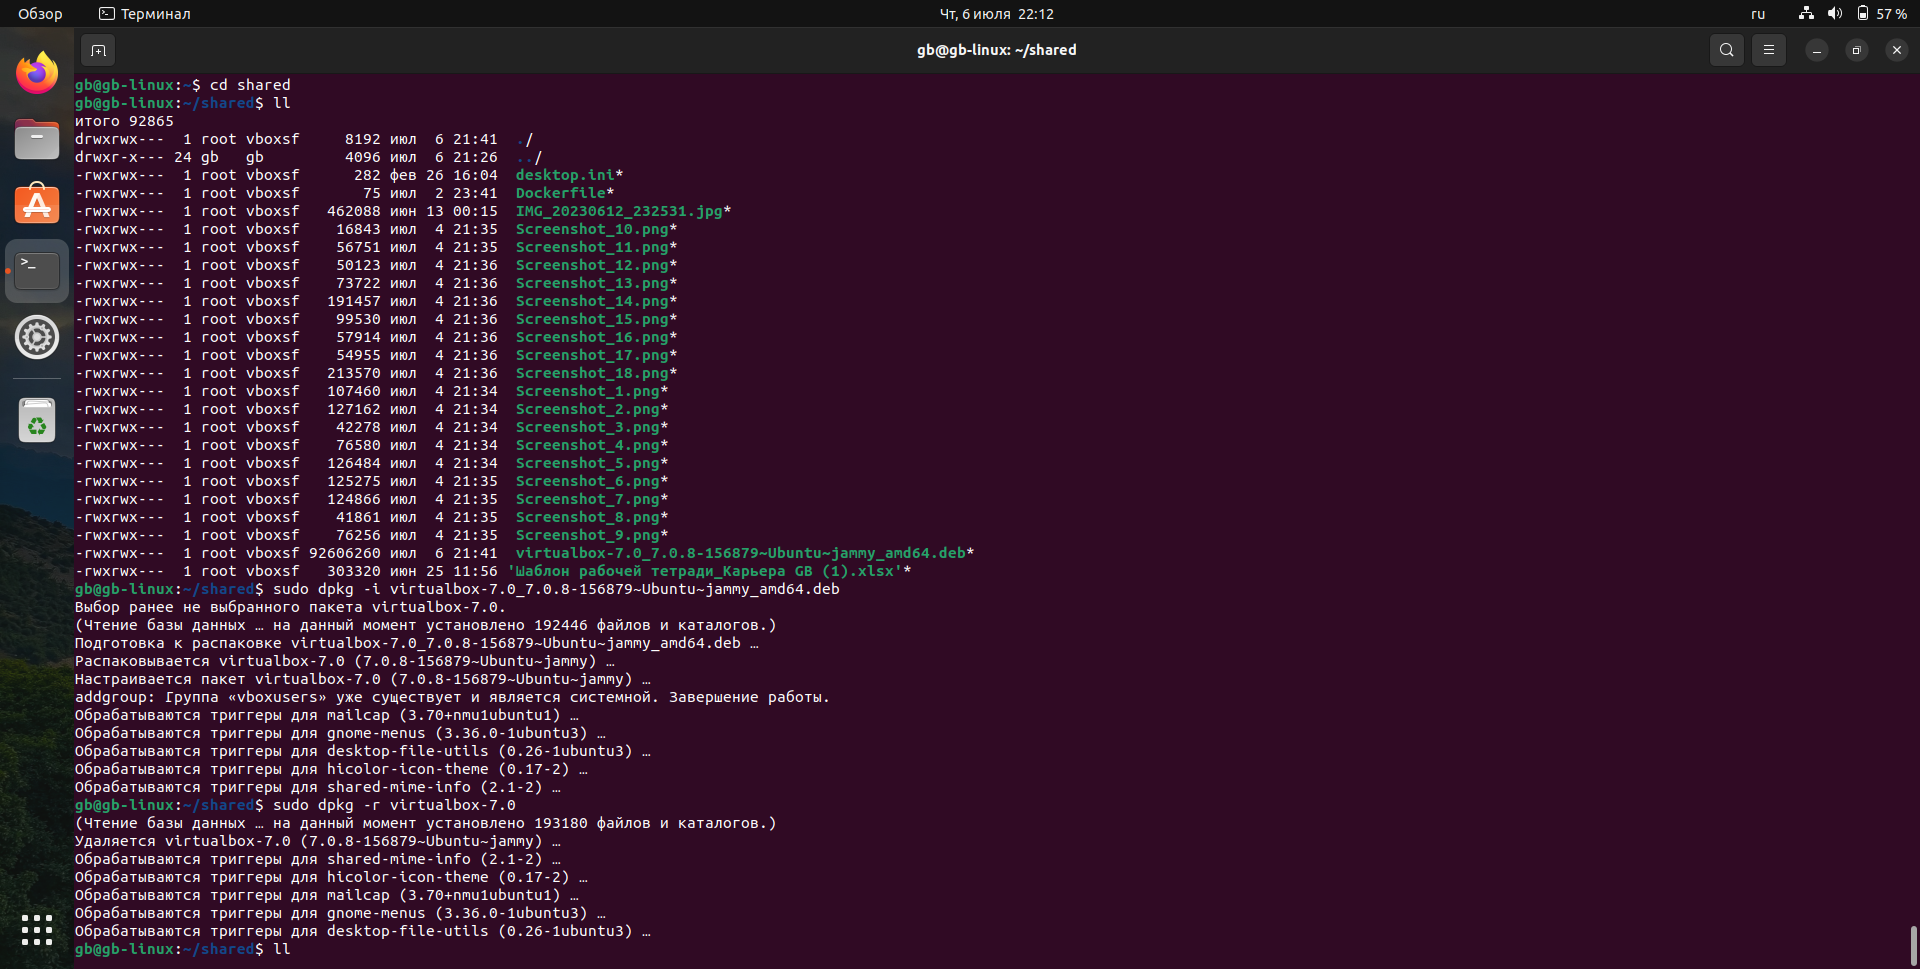 Обзор Терминал Чт, 6 июля 22:12 ru 57 %
gb@gb-linux: ~/shared
gb@gb-linux:~$ cd shared
gb@gb-linux:~/shared$ ll
итого 92865
drwxrwx--- 1 root vboxsf 8192 июл 6 21:41 ./
drwxr-x--- 24 gb gb 4096 июл 6 21:26 ../
-rwxrwx--- 1 root vboxsf 282 фев 26 16:04 desktop.ini*
-rwxrwx--- 1 root vboxsf 75 июл 2 23:41 Dockerfile*
-rwxrwx--- 1 root vboxsf 462088 июн 13 00:15 IMG_20230612_232531.jpg*
-rwxrwx--- 1 root vboxsf 16843 июл 4 21:35 Screenshot_10.png*
-rwxrwx--- 1 root vboxsf 56751 июл 4 21:35 Screenshot_11.png*
-rwxrwx--- 1 root vboxsf 50123 июл 4 21:36 Screenshot_12.png*
-rwxrwx--- 1 root vboxsf 73722 июл 4 21:36 Screenshot_13.png*
-rwxrwx--- 1 root vboxsf 191457 июл 4 21:36 Screenshot_14.png*
-rwxrwx--- 1 root vboxsf 99530 июл 4 21:36 Screenshot_15.png*
-rwxrwx--- 1 root vboxsf 57914 июл 4 21:36 Screenshot_16.png*
-rwxrwx--- 1 root vboxsf 54955 июл 4 21:36 Screenshot_17.png*
-rwxrwx--- 1 root vboxsf 213570 июл 4 21:36 Screenshot_18.png*
-rwxrwx--- 1 root vboxsf 107460 июл 4 21:34 Screenshot_1.png*
-rwxrwx--- 1 root vboxsf 127162 июл 4 21:34 Screenshot_2.png*
-rwxrwx--- 1 root vboxsf 42278 июл 4 21:34 Screenshot_3.png*
-rwxrwx--- 1 root vboxsf 76580 июл 4 21:34 Screenshot_4.png*
-rwxrwx--- 1 root vboxsf 126484 июл 4 21:34 Screenshot_5.png*
-rwxrwx--- 1 root vboxsf 125275 июл 4 21:35 Screenshot_6.png*
-rwxrwx--- 1 root vboxsf 124866 июл 4 21:35 Screenshot_7.png*
-rwxrwx--- 1 root vboxsf 41861 июл 4 21:35 Screenshot_8.png*
-rwxrwx--- 1 root vboxsf 76256 июл 4 21:35 Screenshot_9.png*
-rwxrwx--- 1 root vboxsf 92606260 июл 6 21:41 virtualbox-7.0_7.0.8-156879~Ubuntu~jammy_amd64.deb*
-rwxrwx--- 1 root vboxsf 303320 июн 25 11:56 'Шаблон рабочей тетради_Карьера GB (1).xlsx'*
gb@gb-linux:~/shared$ sudo dpkg -i virtualbox-7.0_7.0.8-156879~Ubuntu~jammy_amd64.deb
Выбор ранее не выбранного пакета virtualbox-7.0.
(Чтение базы данных … на данный момент установлено 192446 файлов и каталогов.)
Подготовка к распаковке virtualbox-7.0_7.0.8-156879~Ubuntu~jammy_amd64.deb …
Распаковывается virtualbox-7.0 (7.0.8-156879~Ubuntu~jammy) …
Настраивается пакет virtualbox-7.0 (7.0.8-156879~Ubuntu~jammy) …
addgroup: Группа «vboxusers» уже существует и является системной. Завершение работы.
Обрабатываются триггеры для mailcap (3.70+nmu1ubuntu1) …
Обрабатываются триггеры для gnome-menus (3.36.0-1ubuntu3) …
Обрабатываются триггеры для desktop-file-utils (0.26-1ubuntu3) …
Обрабатываются триггеры для hicolor-icon-theme (0.17-2) …
Обрабатываются триггеры для shared-mime-info (2.1-2) …
gb@gb-linux:~/shared$ sudo dpkg -r virtualbox-7.0
(Чтение базы данных … на данный момент установлено 193180 файлов и каталогов.)
Удаляется virtualbox-7.0 (7.0.8-156879~Ubuntu~jammy) …
Обрабатываются триггеры для shared-mime-info (2.1-2) …
Обрабатываются триггеры для hicolor-icon-theme (0.17-2) …
Обрабатываются триггеры для mailcap (3.70+nmu1ubuntu1) …
Обрабатываются триггеры для gnome-menus (3.36.0-1ubuntu3) …
Обрабатываются триггеры для desktop-file-utils (0.26-1ubuntu3) …
gb@gb-linux:~/shared$ ll